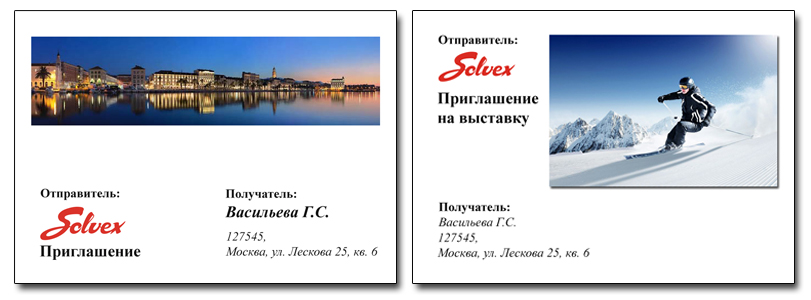 Отправитель:
Solvex
Приглашение
Получатель:
Васильева Г.С.
127545,
Москва, ул. Лескова 25, кв. 6
Отправитель:
Solvex
Приглашение
на выставку
Получатель:
Васильева Г.С.
127545,
Москва, ул. Лескова 25, кв. 6